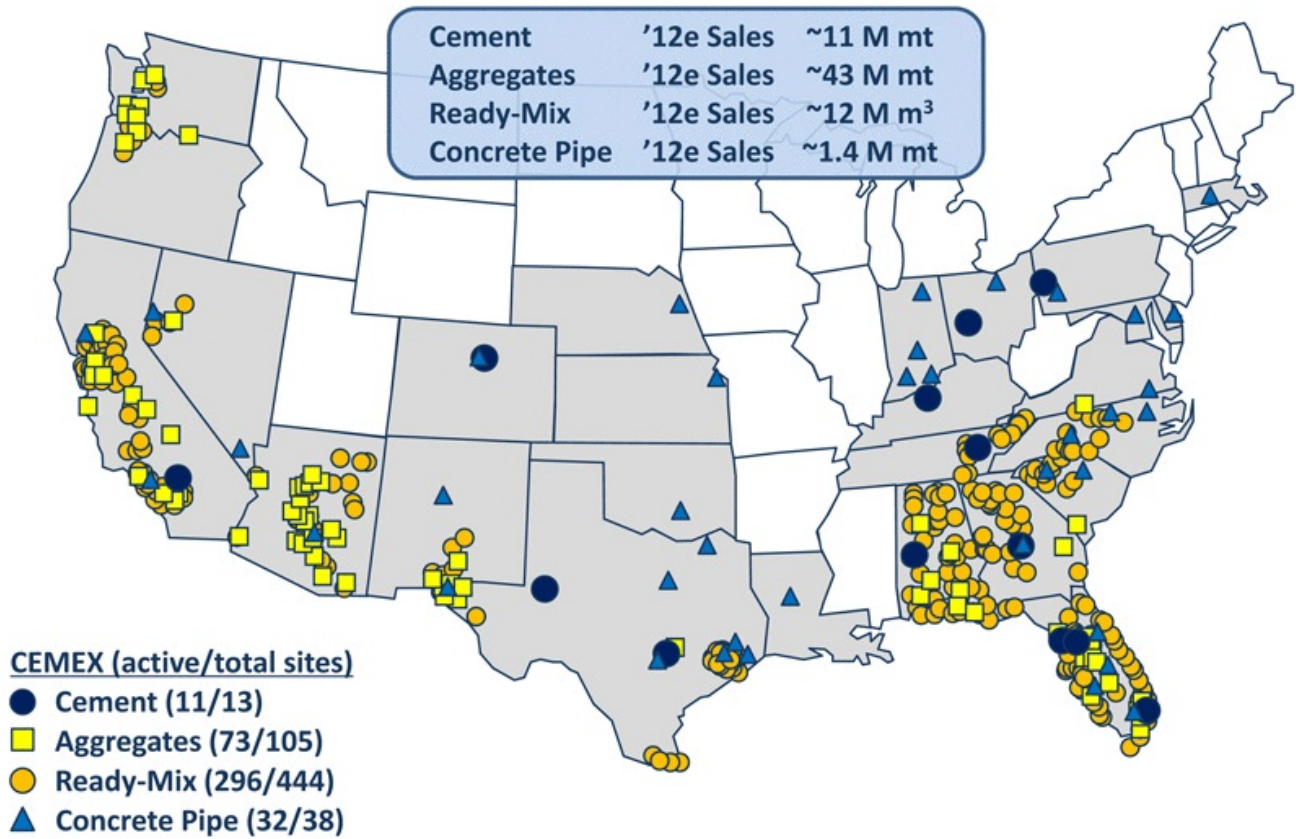 Cement ’12e Sales ~11 M mt
Aggregates ’12e Sales ~43 M mt
Ready-Mix ’12e Sales ~12 M m³
Concrete Pipe ’12e Sales ~1.4 M mt
CEMEX (active/total sites)
Cement (11/13)
Aggregates (73/105)
Ready-Mix (296/444)
Concrete Pipe (32/38)